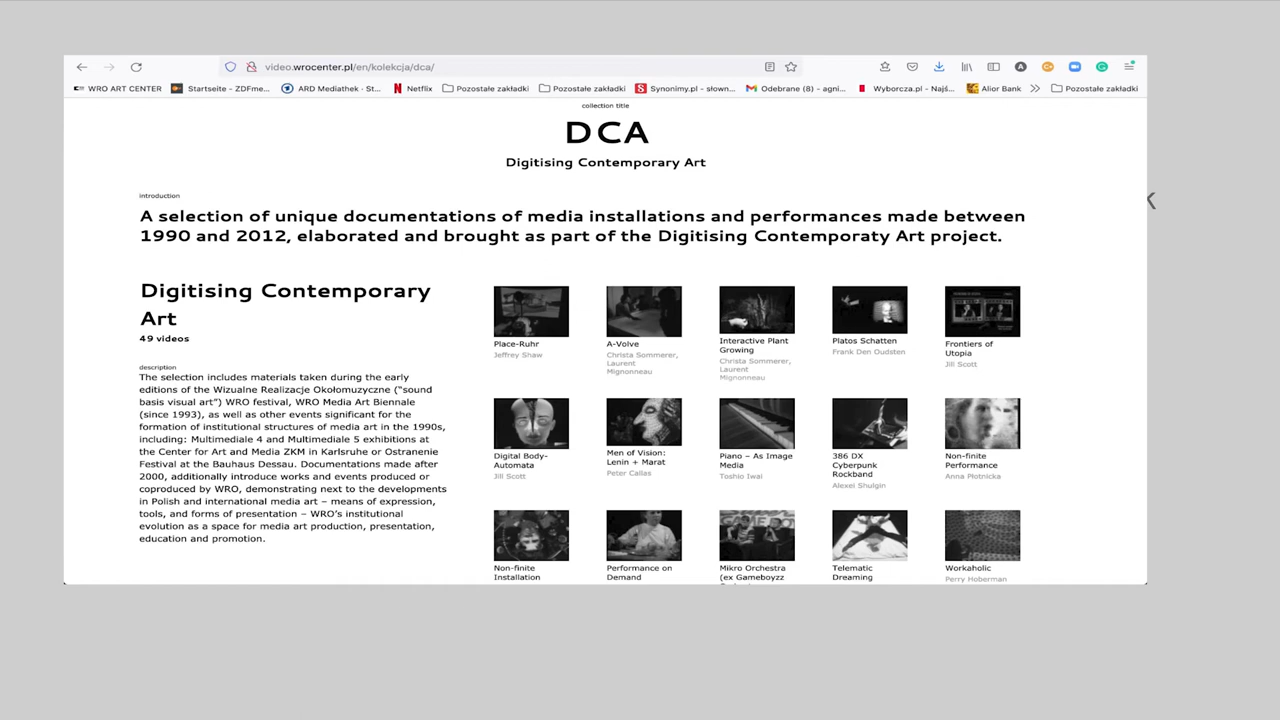 video.wrocenter.pl/en/kolekcja/dca/
WRO ART CENTER Startseite - ZDFme... ARD Mediathek · St... Netflix Pozostałe zakładki Pozostałe zakładki Synonimy.pl - słown... Odebrane (8) - agni... Wyborcza.pl - Najś... Alior Bank Pozostałe zakładki
collection title
DCA
Digitising Contemporary Art
introduction
A selection of unique documentations of media installations and performances made between
1990 and 2012, elaborated and brought as part of the Digitising Contemporaty Art project.
Digitising Contemporary
Art
49 videos
description
The selection includes materials taken during the early
editions of the Wizualne Realizacje Okołomuzyczne (“sound
basis visual art”) WRO festival, WRO Media Art Biennale
(since 1993), as well as other events significant for the
formation of institutional structures of media art in the 1990s,
including: Multimediale 4 and Multimediale 5 exhibitions at
the Center for Art and Media ZKM in Karlsruhe or Ostranenie
Festival at the Bauhaus Dessau. Documentations made after
2000, additionally introduce works and events produced or
coproduced by WRO, demonstrating next to the developments
in Polish and international media art – means of expression,
tools, and forms of presentation – WRO’s institutional
evolution as a space for media art production, presentation,
education and promotion.
Place-Ruhr
Jeffrey Shaw
A-Volve
Christa Sommerer,
Laurent
Mignonneau
Interactive Plant
Growing
Christa Sommerer,
Laurent
Mignonneau
Platos Schatten
Frank Den Oudsten
Frontiers of
Utopia
Jill Scott
Digital Body-
Automata
Jill Scott
Men of Vision:
Lenin + Marat
Peter Callas
Piano – As Image
Media
Toshio Iwai
386 DX
Cyberpunk
Rockband
Alexei Shulgin
Non-finite
Performance
Anna Płotnicka
Non-finite
Installation
Performance on
Demand
Mikro Orchestra
(ex Gameboyzz
Telematic
Dreaming
Workaholic
Perry Hoberman